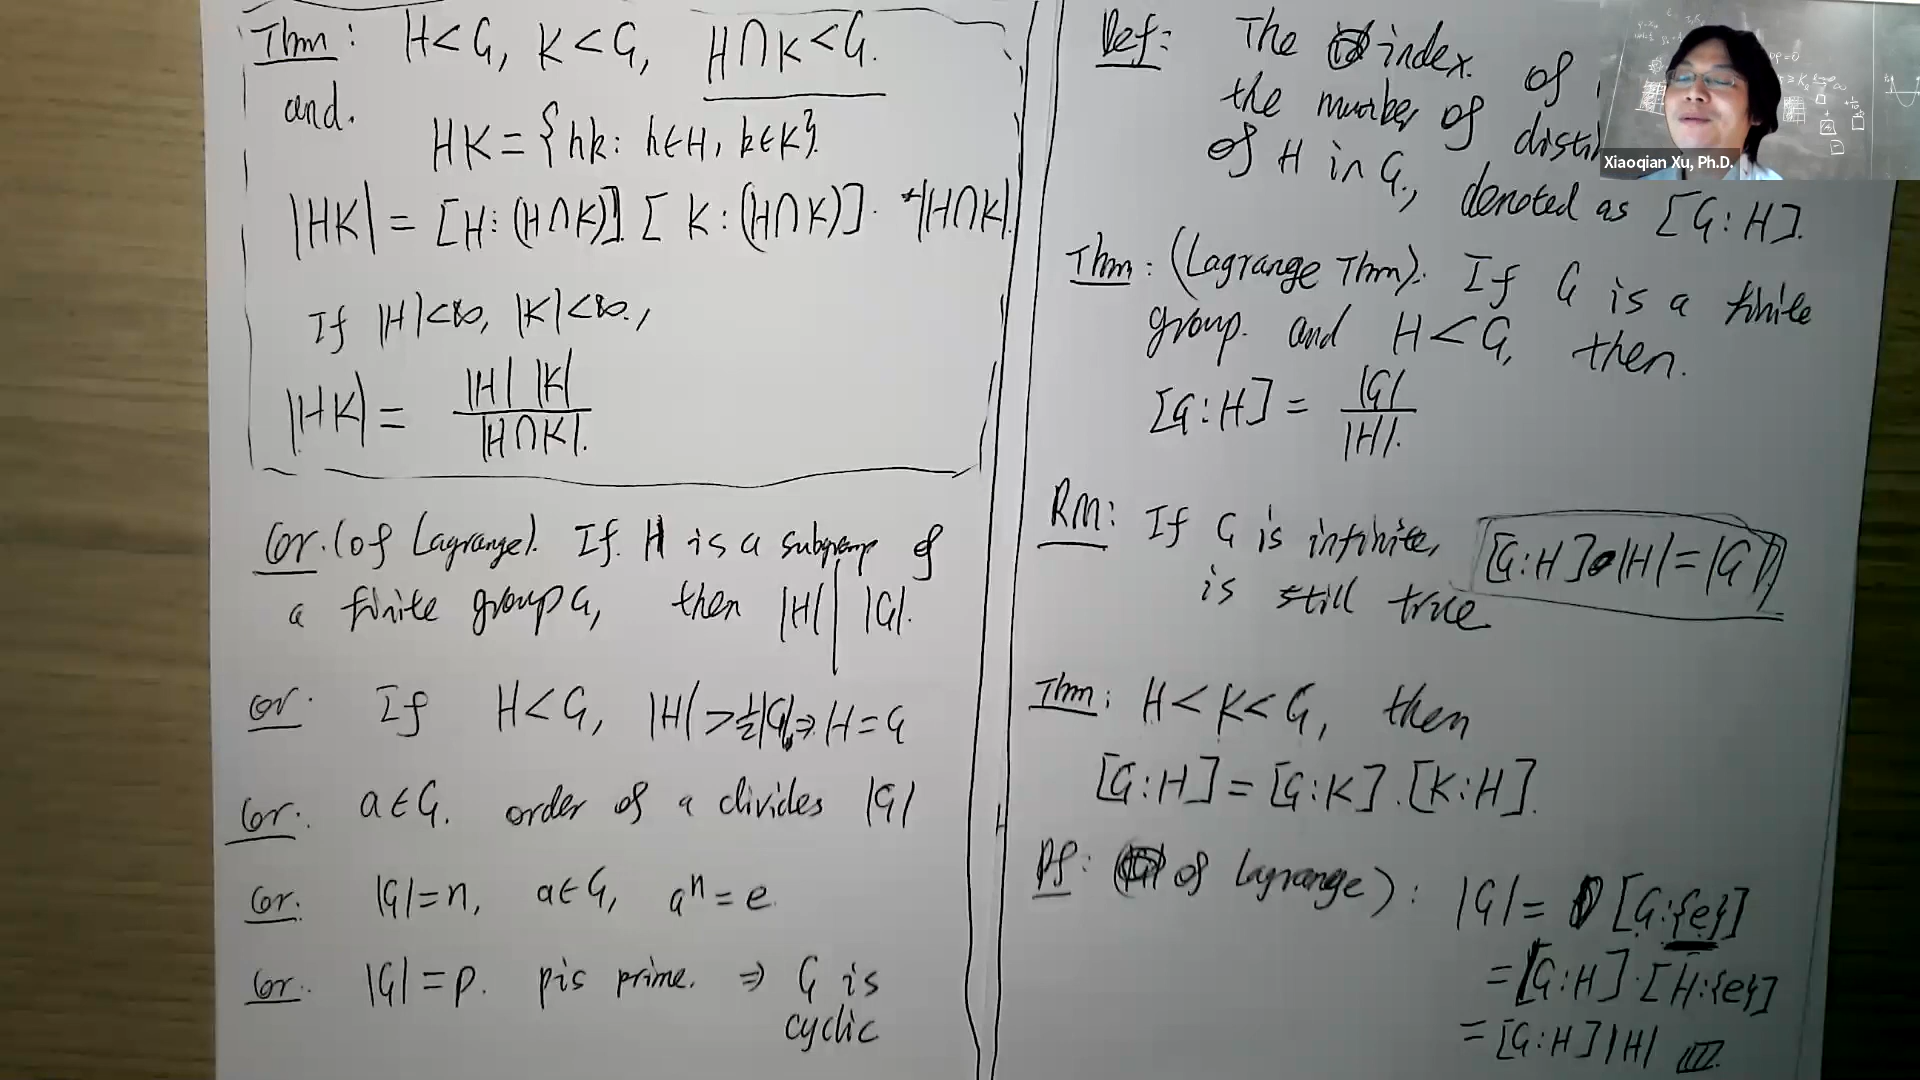 Thm: H<G, K<G, H∩K<G.
and.
HK = {hk: h∈H, k∈K}.
|HK| = [H:(H∩K)] [K:(H∩K)]. *|H∩K|.
If |H|<∞, |K|<∞.,
|HK| = |H| |K| / |H∩K|.
Cor. (of Lagrange). If H is a subgroup of
a finite group G, then |H| | |G|.
Cor. If H<G, |H|>½|G|, ⇒ H=G
Cor.. a∈G. order of a divides |G|
Cor. |G|=n, a∈G, aⁿ=e.
Cor.. |G|=p. p is prime. ⇒ G is
cyclic
Def: The index. of
the number of disti
of H in G., denoted as [G:H].
Thm: (Lagrange Thm). If G is a finite
group. and H<G, then.
[G:H] = |G| / |H|.
RM: If G is infinite, [G:H]•|H|=|G|
is still true
Thm: H<K<G, then
[G:H]=[G:K].[K:H].
Pf: (of Lagrange): |G|= [G:{e}]
=[G:H]·[H:{e}]
=[G:H]|H|
Xiaoqian Xu, Ph.D.